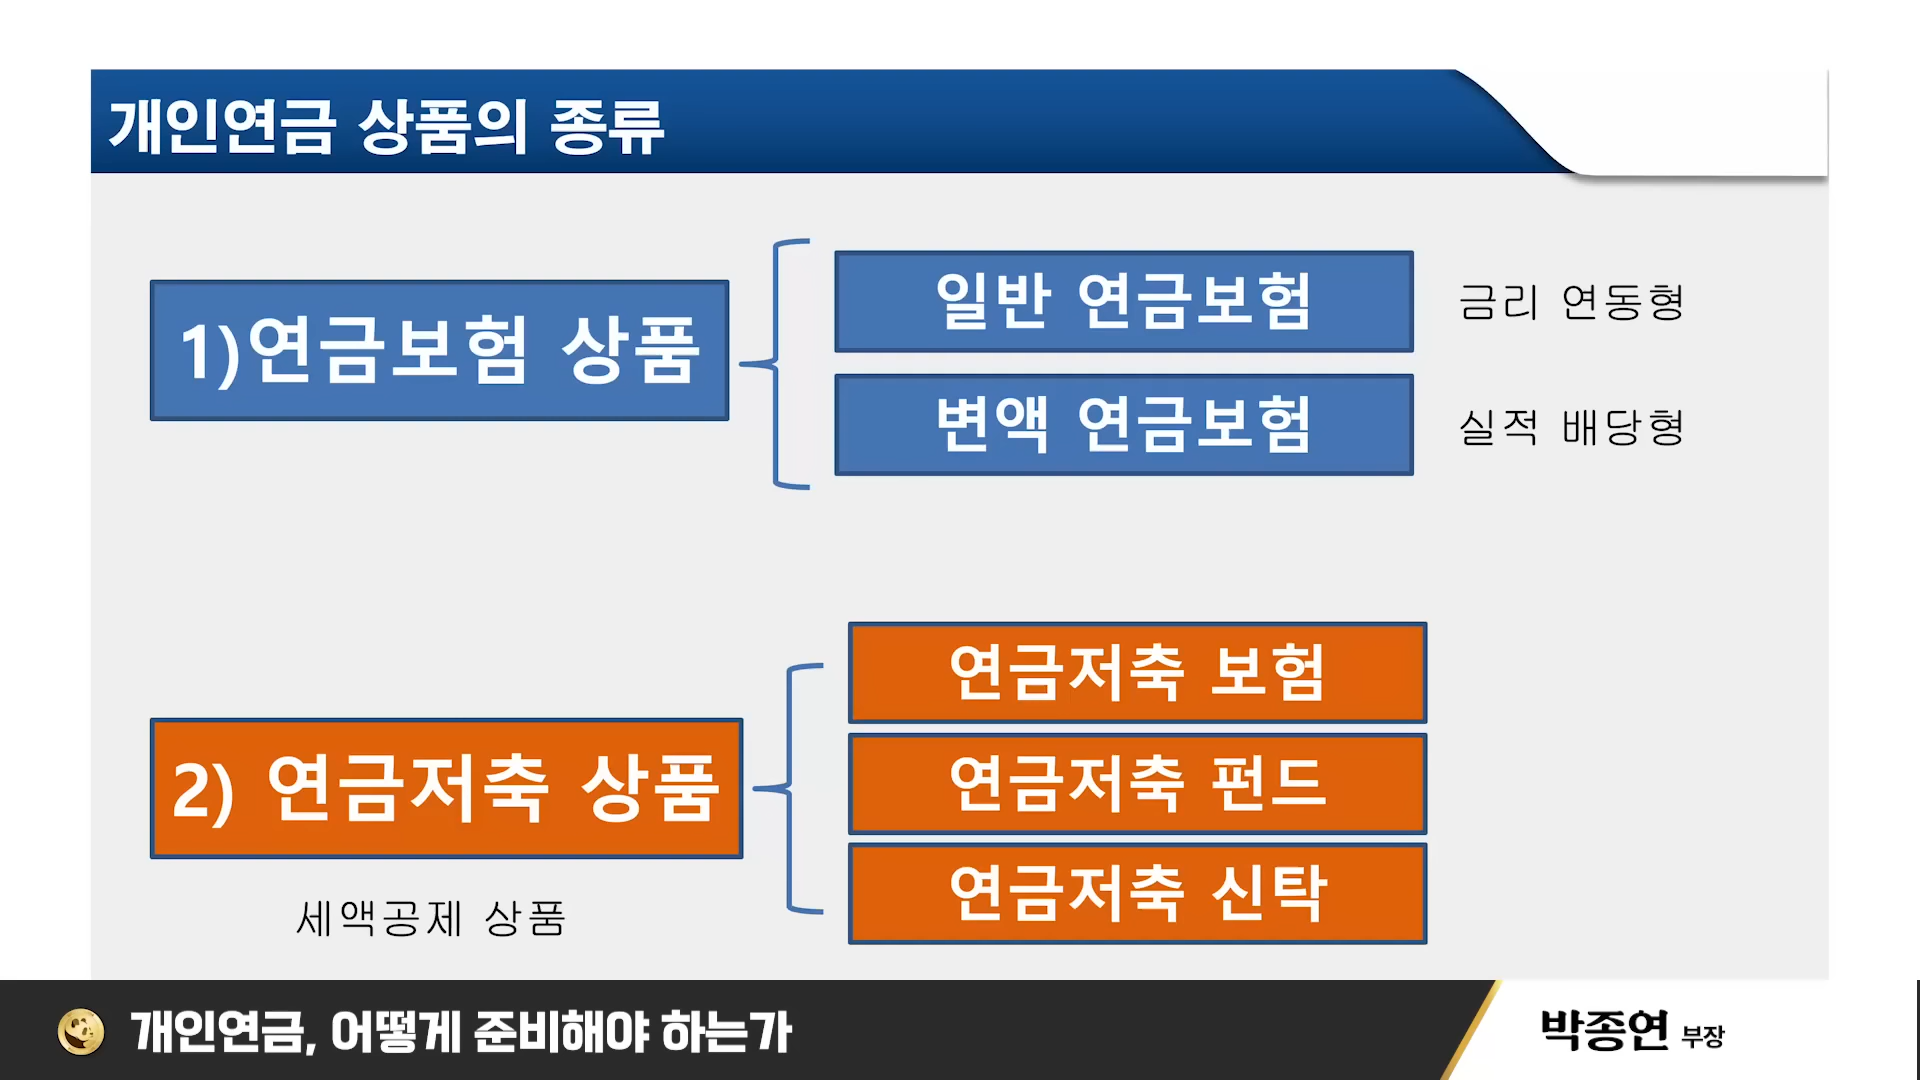 개인연금 상품의 종류
1)연금보험 상품
일반 연금보험
금리 연동형
변액 연금보험
실적 배당형
2) 연금저축 상품
세액공제 상품
연금저축 보험
연금저축 펀드
연금저축 신탁
개인연금, 어떻게 준비해야 하는가
박종연 부장